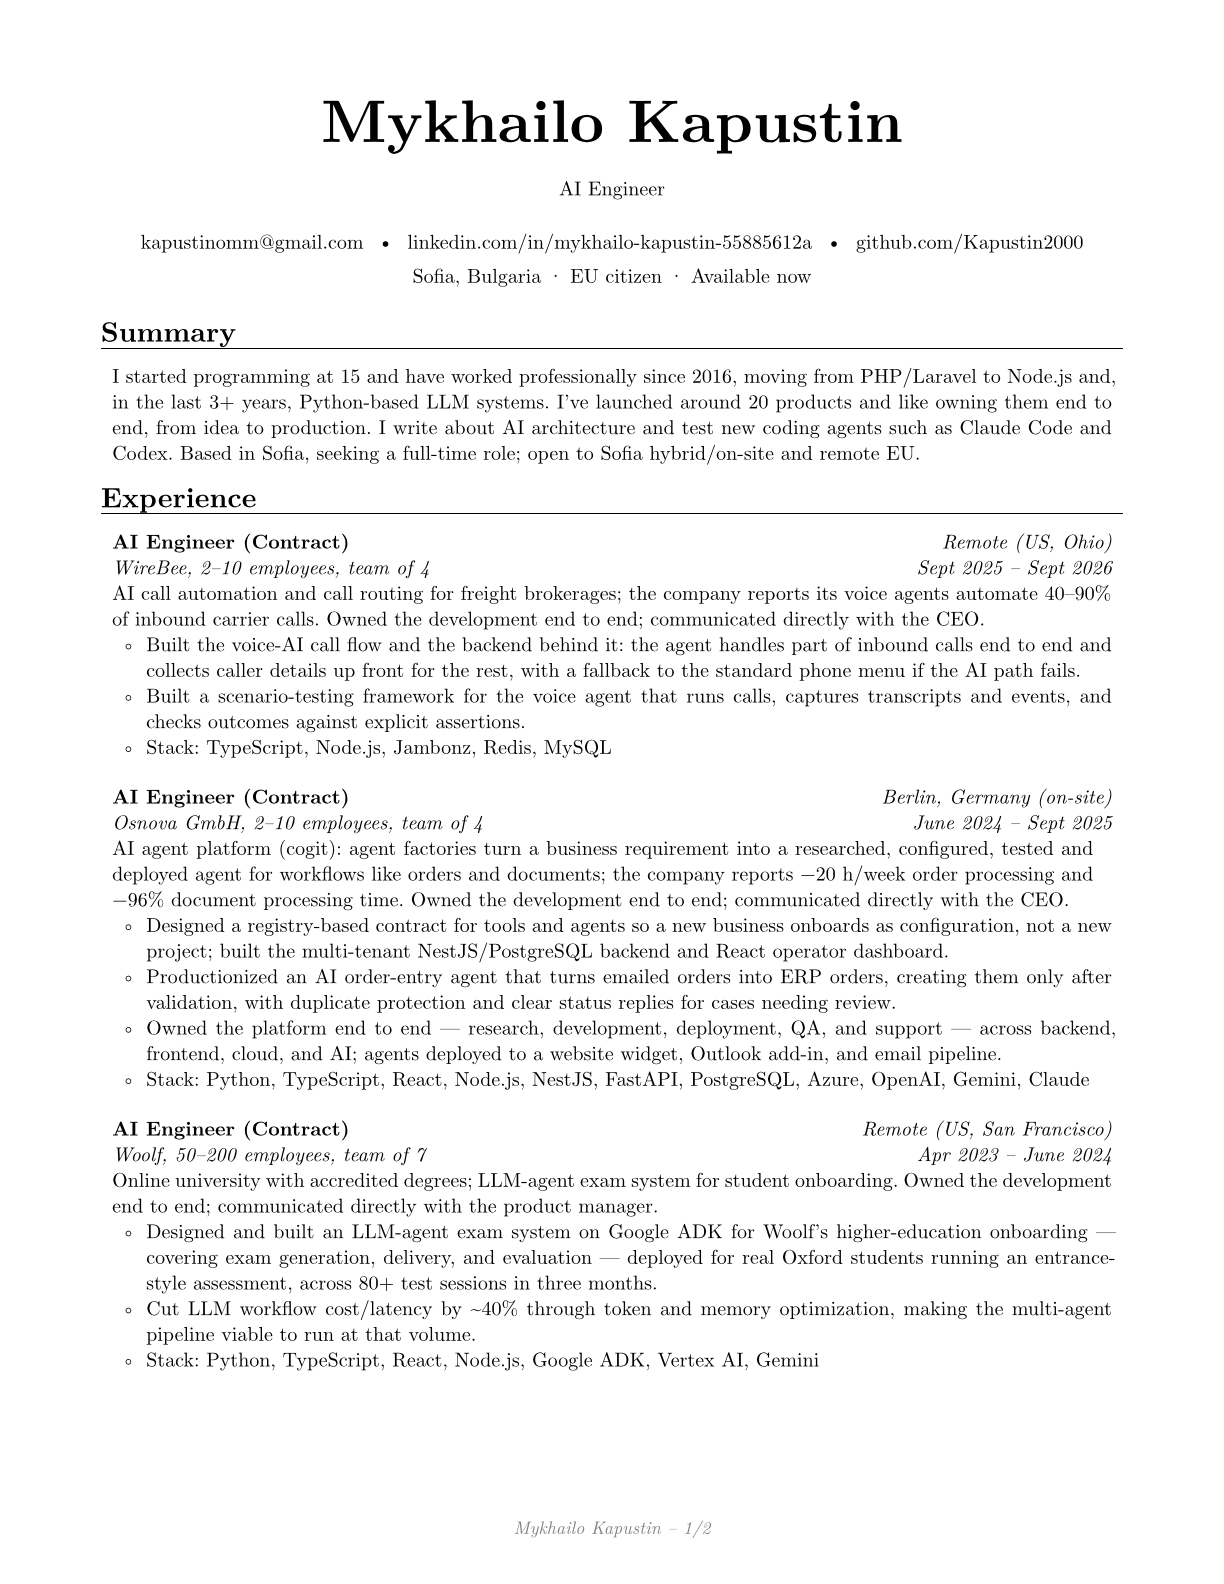 Mykhailo Kapustin
AI Engineer
kapustinomm@gmail.com • linkedin.com/in/mykhailo-kapustin-55885612a • github.com/Kapustin2000
Sofia, Bulgaria · EU citizen · Available now
Summary
I started programming at 15 and have worked professionally since 2016, moving from PHP/Laravel to Node.js and,
in the last 3+ years, Python-based LLM systems. I've launched around 20 products and like owning them end to
end, from idea to production. I write about AI architecture and test new coding agents such as Claude Code and
Codex. Based in Sofia, seeking a full-time role; open to Sofia hybrid/on-site and remote EU.
Experience
AI Engineer (Contract) Remote (US, Ohio)
WireBee, 2–10 employees, team of 4 Sept 2025 – Sept 2026
AI call automation and call routing for freight brokerages; the company reports its voice agents automate 40–90%
of inbound carrier calls. Owned the development end to end; communicated directly with the CEO.
◦ Built the voice-AI call flow and the backend behind it: the agent handles part of inbound calls end to end and
collects caller details up front for the rest, with a fallback to the standard phone menu if the AI path fails.
◦ Built a scenario-testing framework for the voice agent that runs calls, captures transcripts and events, and
checks outcomes against explicit assertions.
◦ Stack: TypeScript, Node.js, Jambonz, Redis, MySQL
AI Engineer (Contract) Berlin, Germany (on-site)
Osnova GmbH, 2–10 employees, team of 4 June 2024 – Sept 2025
AI agent platform (cogit): agent factories turn a business requirement into a researched, configured, tested and
deployed agent for workflows like orders and documents; the company reports −20 h/week order processing and
−96% document processing time. Owned the development end to end; communicated directly with the CEO.
◦ Designed a registry-based contract for tools and agents so a new business onboards as configuration, not a new
project; built the multi-tenant NestJS/PostgreSQL backend and React operator dashboard.
◦ Productionized an AI order-entry agent that turns emailed orders into ERP orders, creating them only after
validation, with duplicate protection and clear status replies for cases needing review.
◦ Owned the platform end to end — research, development, deployment, QA, and support — across backend,
frontend, cloud, and AI; agents deployed to a website widget, Outlook add-in, and email pipeline.
◦ Stack: Python, TypeScript, React, Node.js, NestJS, FastAPI, PostgreSQL, Azure, OpenAI, Gemini, Claude
AI Engineer (Contract) Remote (US, San Francisco)
Woolf, 50–200 employees, team of 7 Apr 2023 – June 2024
Online university with accredited degrees; LLM-agent exam system for student onboarding. Owned the development
end to end; communicated directly with the product manager.
◦ Designed and built an LLM-agent exam system on Google ADK for Woolf's higher-education onboarding —
covering exam generation, delivery, and evaluation — deployed for real Oxford students running an entrance-
style assessment, across 80+ test sessions in three months.
◦ Cut LLM workflow cost/latency by ~40% through token and memory optimization, making the multi-agent
pipeline viable to run at that volume.
◦ Stack: Python, TypeScript, React, Node.js, Google ADK, Vertex AI, Gemini
Mykhailo Kapustin – 1/2